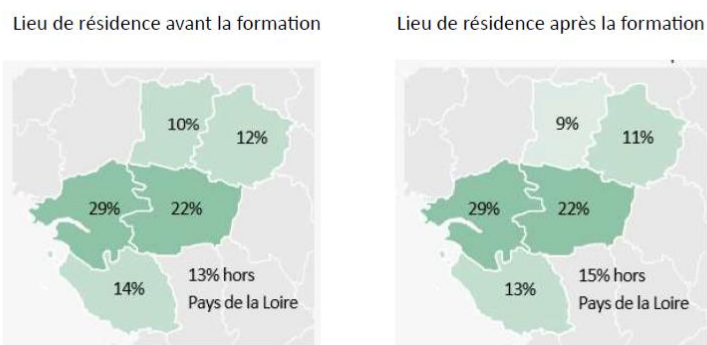 Lieu de résidence avant la formation
10%
12%
29%
22%
14%
13% hors
Pays de la Loire
Lieu de résidence après la formation
9%
11%
29%
22%
13%
15% hors
Pays de la Loire